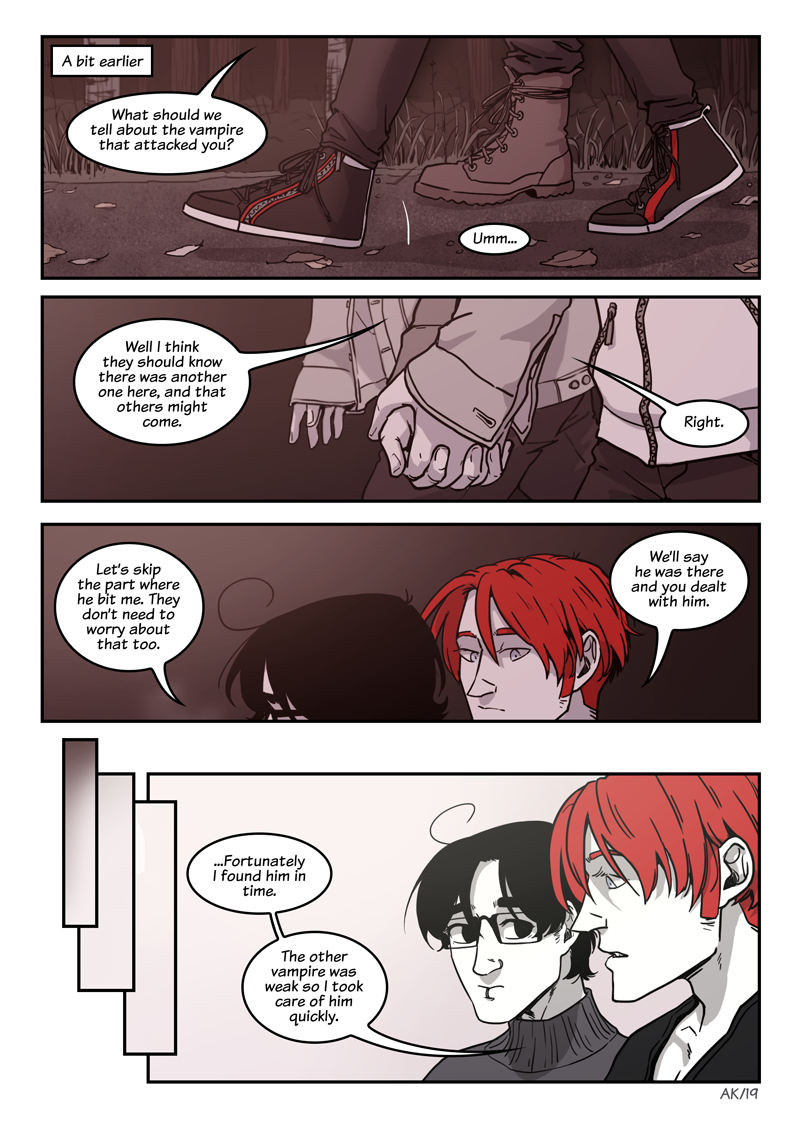 A bit earlier
What should we
tell about the vampire
that attacked you?
Umm...
Well I think
they should know
there was another
one here, and that
others might
come.
Right.
Let's skip
the part where
he bit me. They
don't need to
worry about
that too.
We'll say
he was there
and you dealt
with him.
...Fortunately
I found him in
time.
The other
vampire was
weak so I took
care of him
quickly.
AK/19